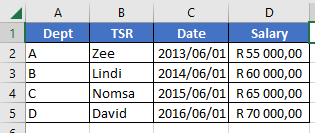 A B C D
1 Dept TSR Date Salary
2 A Zee 2013/06/01 R 55 000,00
3 B Lindi 2014/06/01 R 60 000,00
4 C Nomsa 2015/06/01 R 65 000,00
5 D David 2016/06/01 R 70 000,00